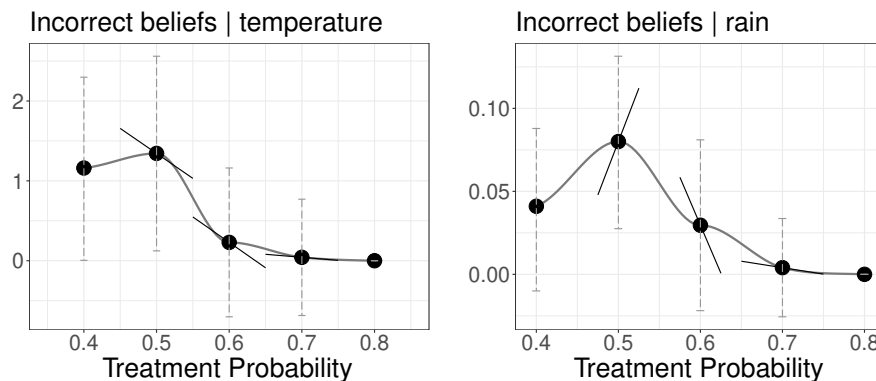 Incorrect beliefs | temperature
2
1
0
0.4 0.5 0.6 0.7 0.8
Treatment Probability
Incorrect beliefs | rain
0.10
0.05
0.00
0.4 0.5 0.6 0.7 0.8
Treatment Probability